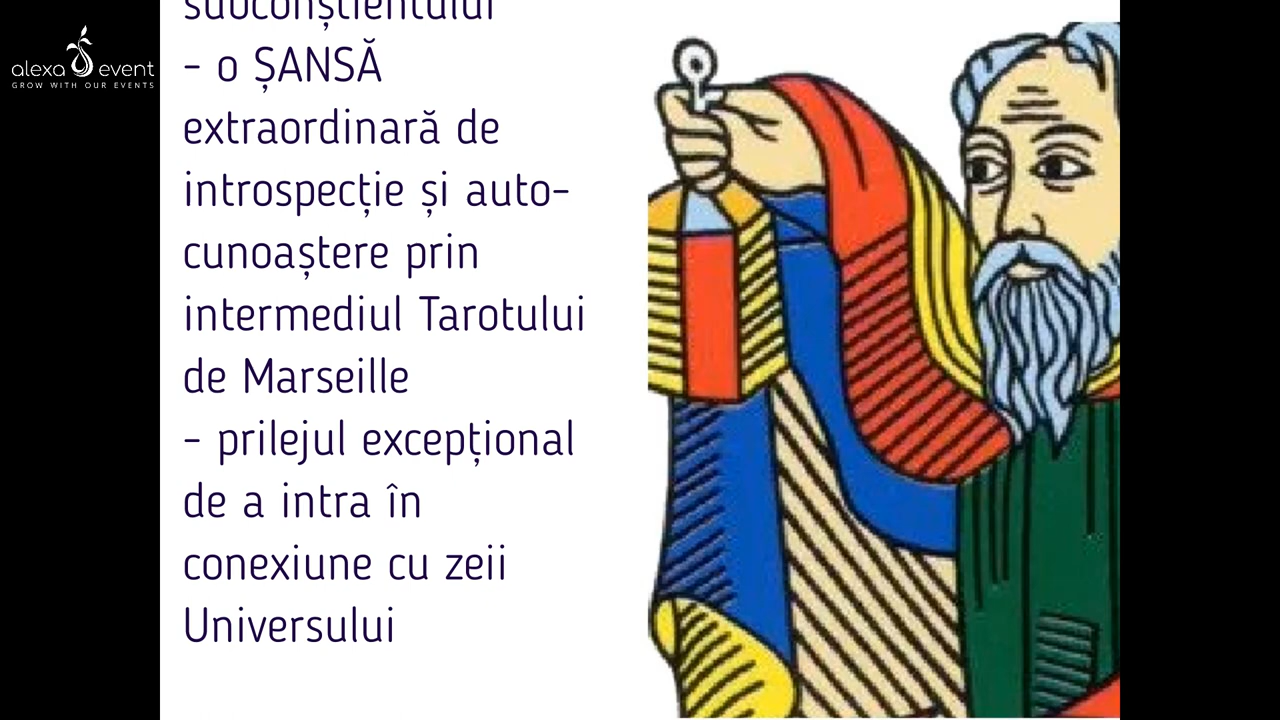 alexa event
GROW WITH OUR EVENTS
subconștientului
- o ȘANSĂ
extraordinară de
introspecție și auto-
cunoaștere prin
intermediul Tarotului
de Marseille
- prilejul excepțional
de a intra în
conexiune cu zeii
Universului